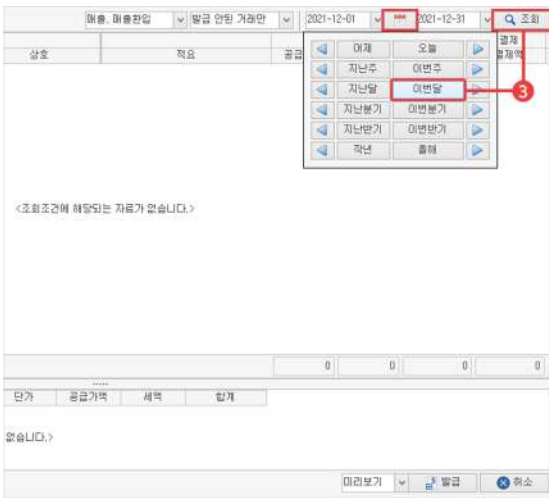 매출, 매출환입 발급 안된 거래만 2021-12-01 2021-12-31 조회
상호 적요 공급 결제
결제액
어제 오늘
지난주 이번주
지난달 이번달 3
지난분기 이번분기
지난반기 이번반기
작년 올해
<조회조건에 해당되는 자료가 없습니다.>
0 0 0 0
단가 공급가액 세액 합계
없습니다.>
미리보기 발급 취소